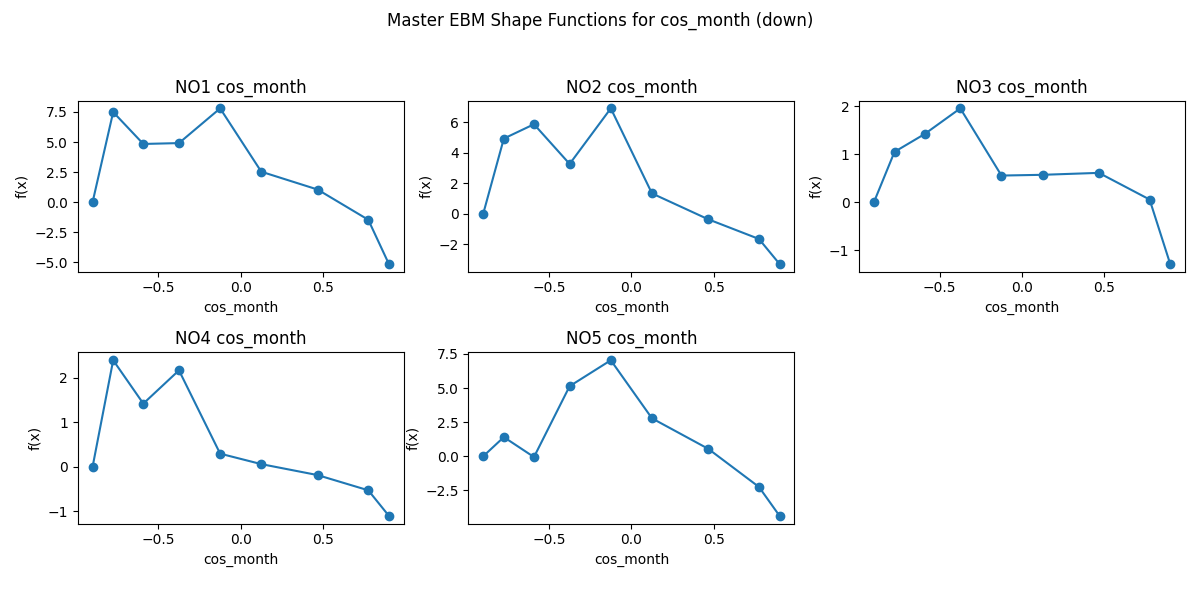 Master EBM Shape Functions for cos_month (down)
NO1 cos_month
7.5
5.0
2.5
0.0
−2.5
−5.0
f(x)
−0.5
0.0
0.5
cos_month
NO2 cos_month
6
4
2
0
−2
f(x)
−0.5
0.0
0.5
cos_month
NO3 cos_month
2
1
0
−1
f(x)
−0.5
0.0
0.5
cos_month
NO4 cos_month
2
1
0
−1
f(x)
−0.5
0.0
0.5
cos_month
NO5 cos_month
7.5
5.0
2.5
0.0
−2.5
f(x)
−0.5
0.0
0.5
cos_month